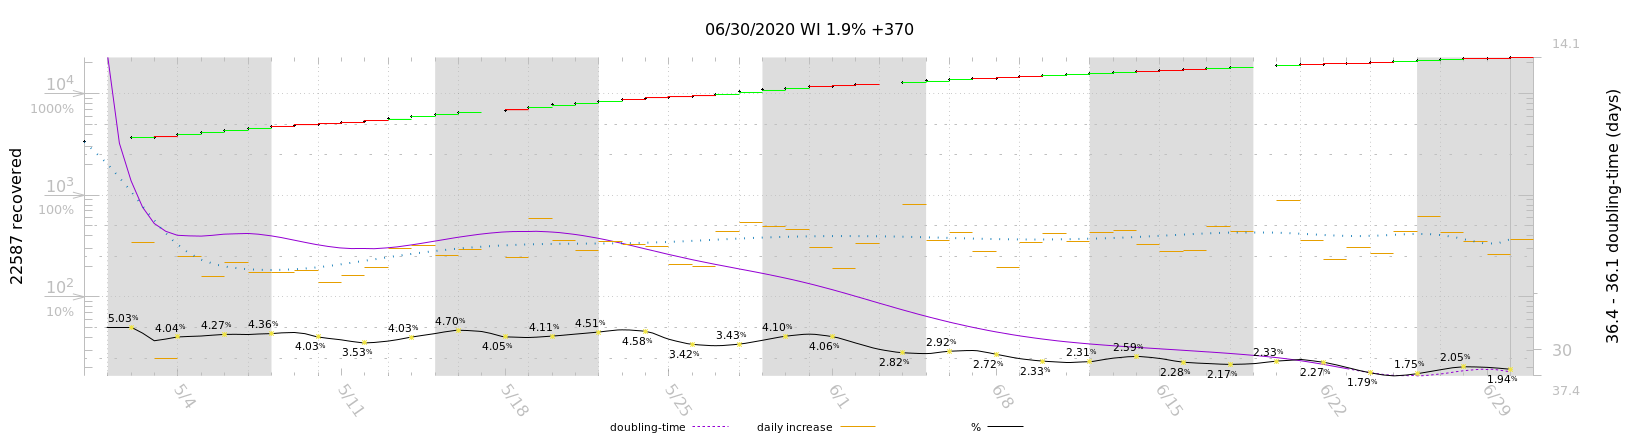 06/30/2020 WI 1.9% +370
14.1
10⁴
1000%
10³
100%
10²
10%
22587 recovered
36.4 - 36.1 doubling-time (days)
30
37.4
5.03% 4.04% 4.27% 4.36% 4.03% 3.53% 4.03% 4.70% 4.05% 4.11% 4.51% 4.58% 3.42% 3.43% 4.10% 4.06% 2.82% 2.92% 2.72% 2.33% 2.31% 2.59% 2.28% 2.17% 2.33% 2.27% 1.79% 1.75% 2.05% 1.94%
5/4 5/11 5/18 5/25 6/1 6/8 6/15 6/22 6/29
doubling-time daily increase %